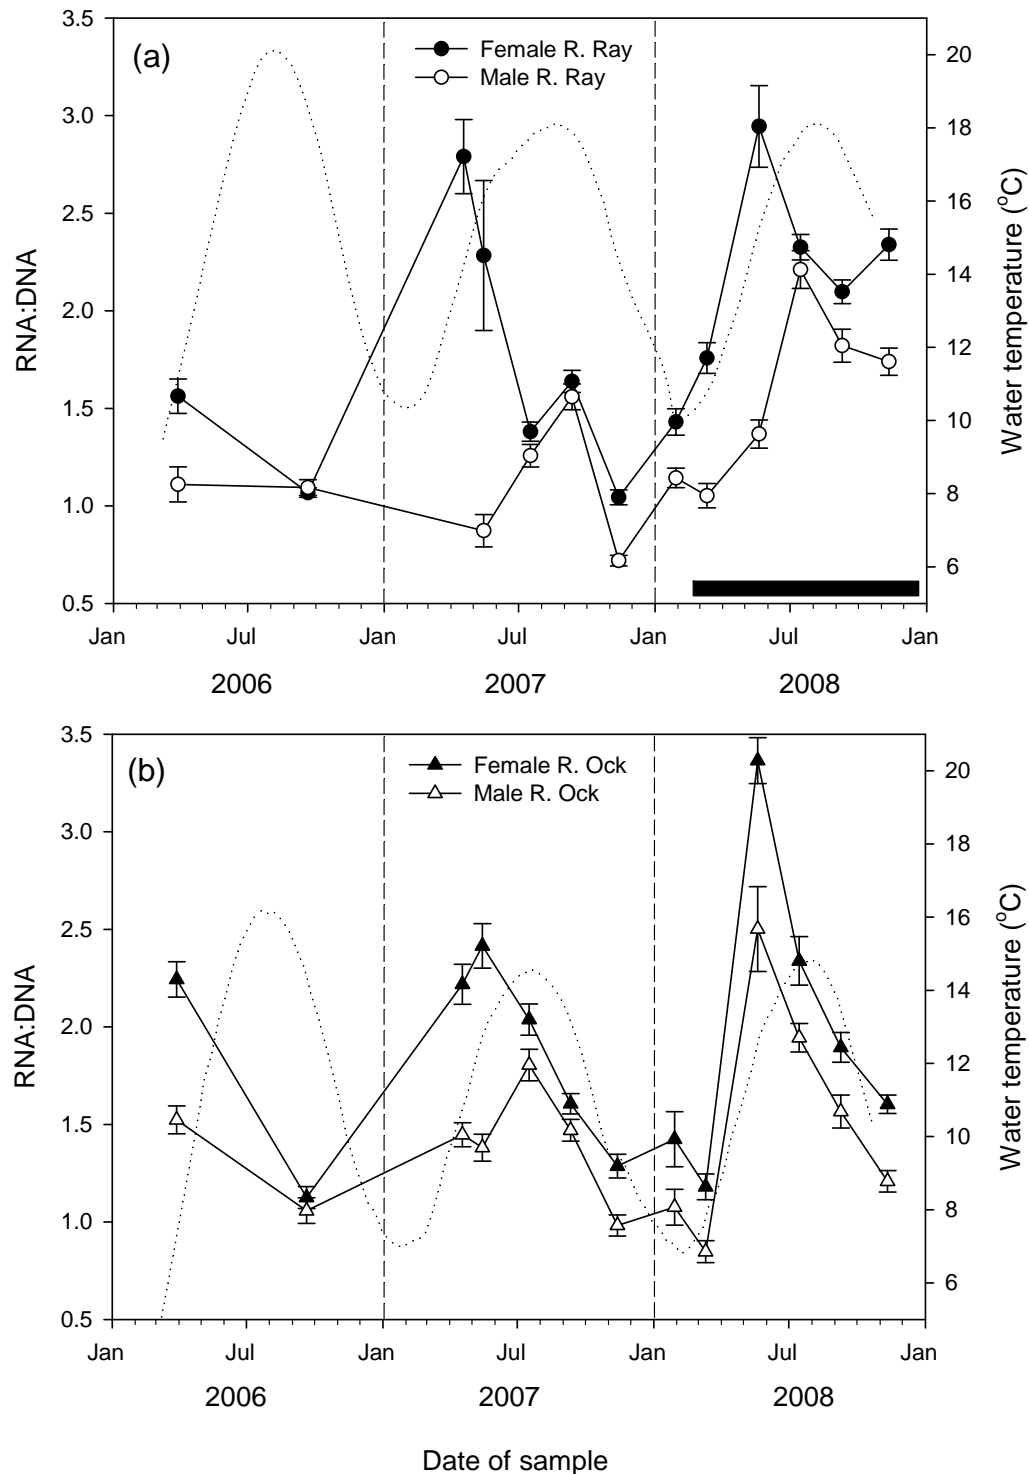 3.5
3.0
2.5
2.0
1.5
1.0
0.5
RNA:DNA
(a)
Female R. Ray
Male R. Ray
20
18
16
14
12
10
8
6
Water temperature (°C)
Jan Jul Jan Jul Jan Jul Jan
2006 2007 2008
3.5
3.0
2.5
2.0
1.5
1.0
0.5
RNA:DNA
(b)
Female R. Ock
Male R. Ock
20
18
16
14
12
10
8
6
Water temperature (°C)
Jan Jul Jan Jul Jan Jul Jan
2006 2007 2008
Date of sample